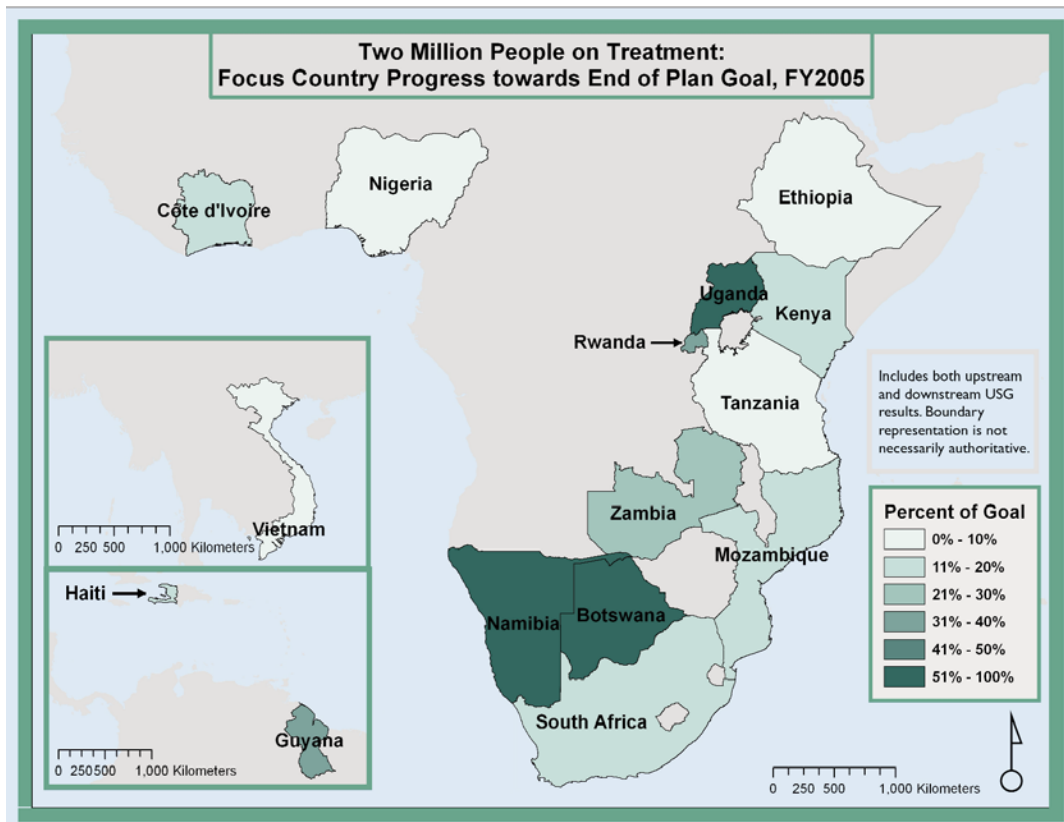 Two Million People on Treatment:
Focus Country Progress towards End of Plan Goal, FY2005
Nigeria
Côte d'Ivoire
Ethiopia
Uganda
Kenya
Rwanda
Tanzania
Includes both upstream
and downstream USG
results. Boundary
representation is not
necessarily authoritative.
Zambia
Mozambique
Namibia
Botswana
South Africa
Vietnam
0 250 500 1,000 Kilometers
Haiti
Guyana
0 250 500 1,000 Kilometers
Percent of Goal
0% - 10%
11% - 20%
21% - 30%
31% - 40%
41% - 50%
51% - 100%
0 250 500 1,000 Kilometers